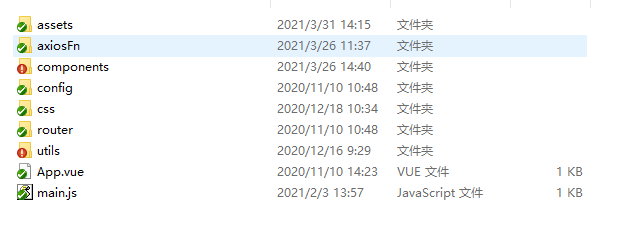 assets 2021/3/31 14:15 文件夹
axiosFn 2021/3/26 11:37 文件夹
components 2021/3/26 14:40 文件夹
config 2020/11/10 10:48 文件夹
css 2020/12/18 10:34 文件夹
router 2020/11/10 10:48 文件夹
utils 2020/12/16 9:29 文件夹
App.vue 2020/11/10 14:23 VUE 文件 1 KB
main.js 2021/2/3 13:57 JavaScript 文件 1 KB